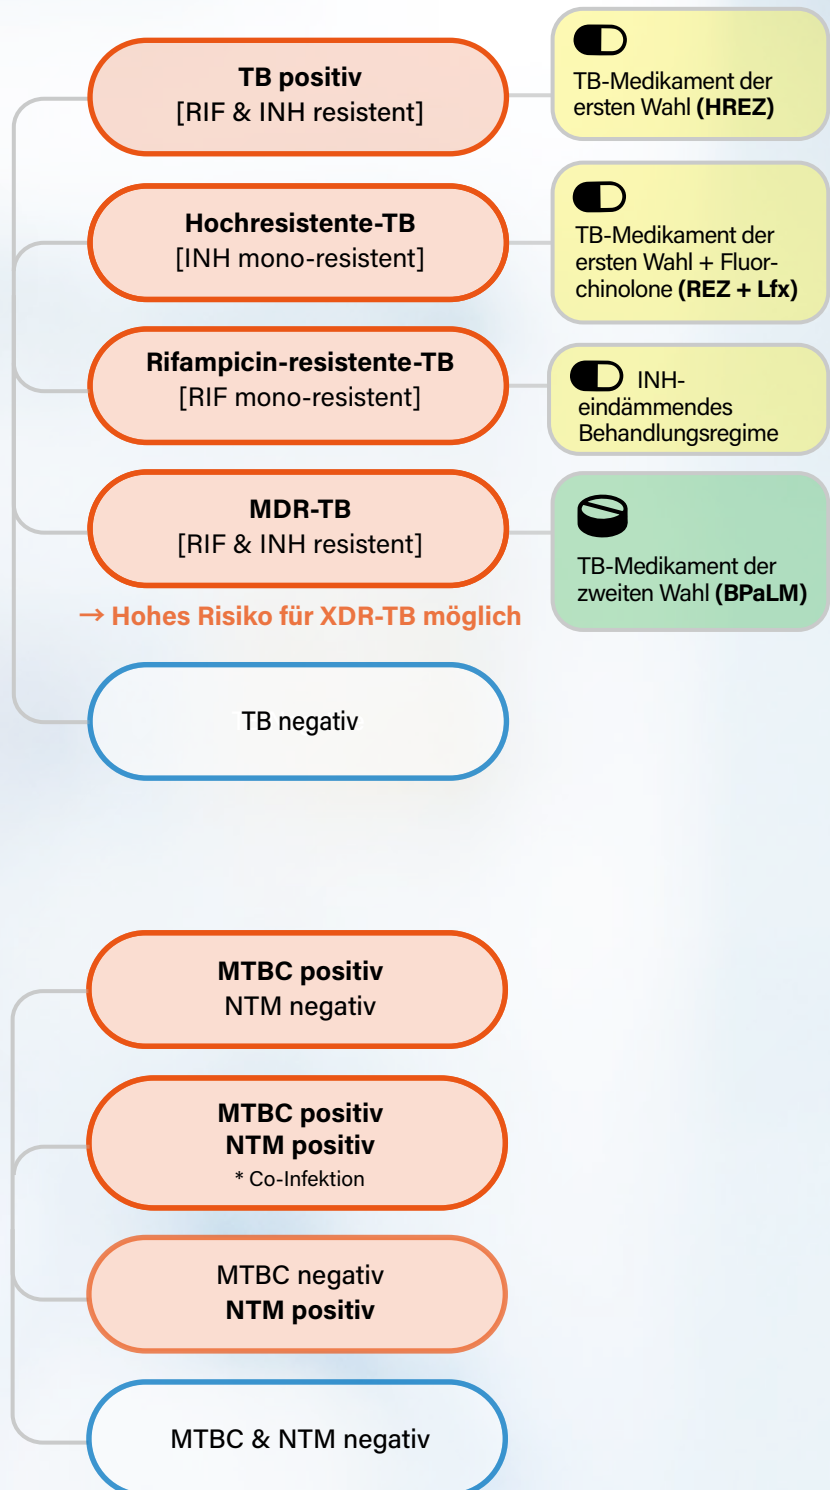 TB positiv
[RIF & INH resistent]
TB-Medikament der
ersten Wahl (HREZ)
Hochresistente-TB
[INH mono-resistent]
TB-Medikament der
ersten Wahl + Fluor-
chinolone (REZ + Lfx)
Rifampicin-resistente-TB
[RIF mono-resistent]
INH-
eindämmendes
Behandlungsregime
MDR-TB
[RIF & INH resistent]
TB-Medikament der
zweiten Wahl (BPaLM)
→ Hohes Risiko für XDR-TB möglich
TB negativ
MTBC positiv
NTM negativ
MTBC positiv
NTM positiv
* Co-Infektion
MTBC negativ
NTM positiv
MTBC & NTM negativ